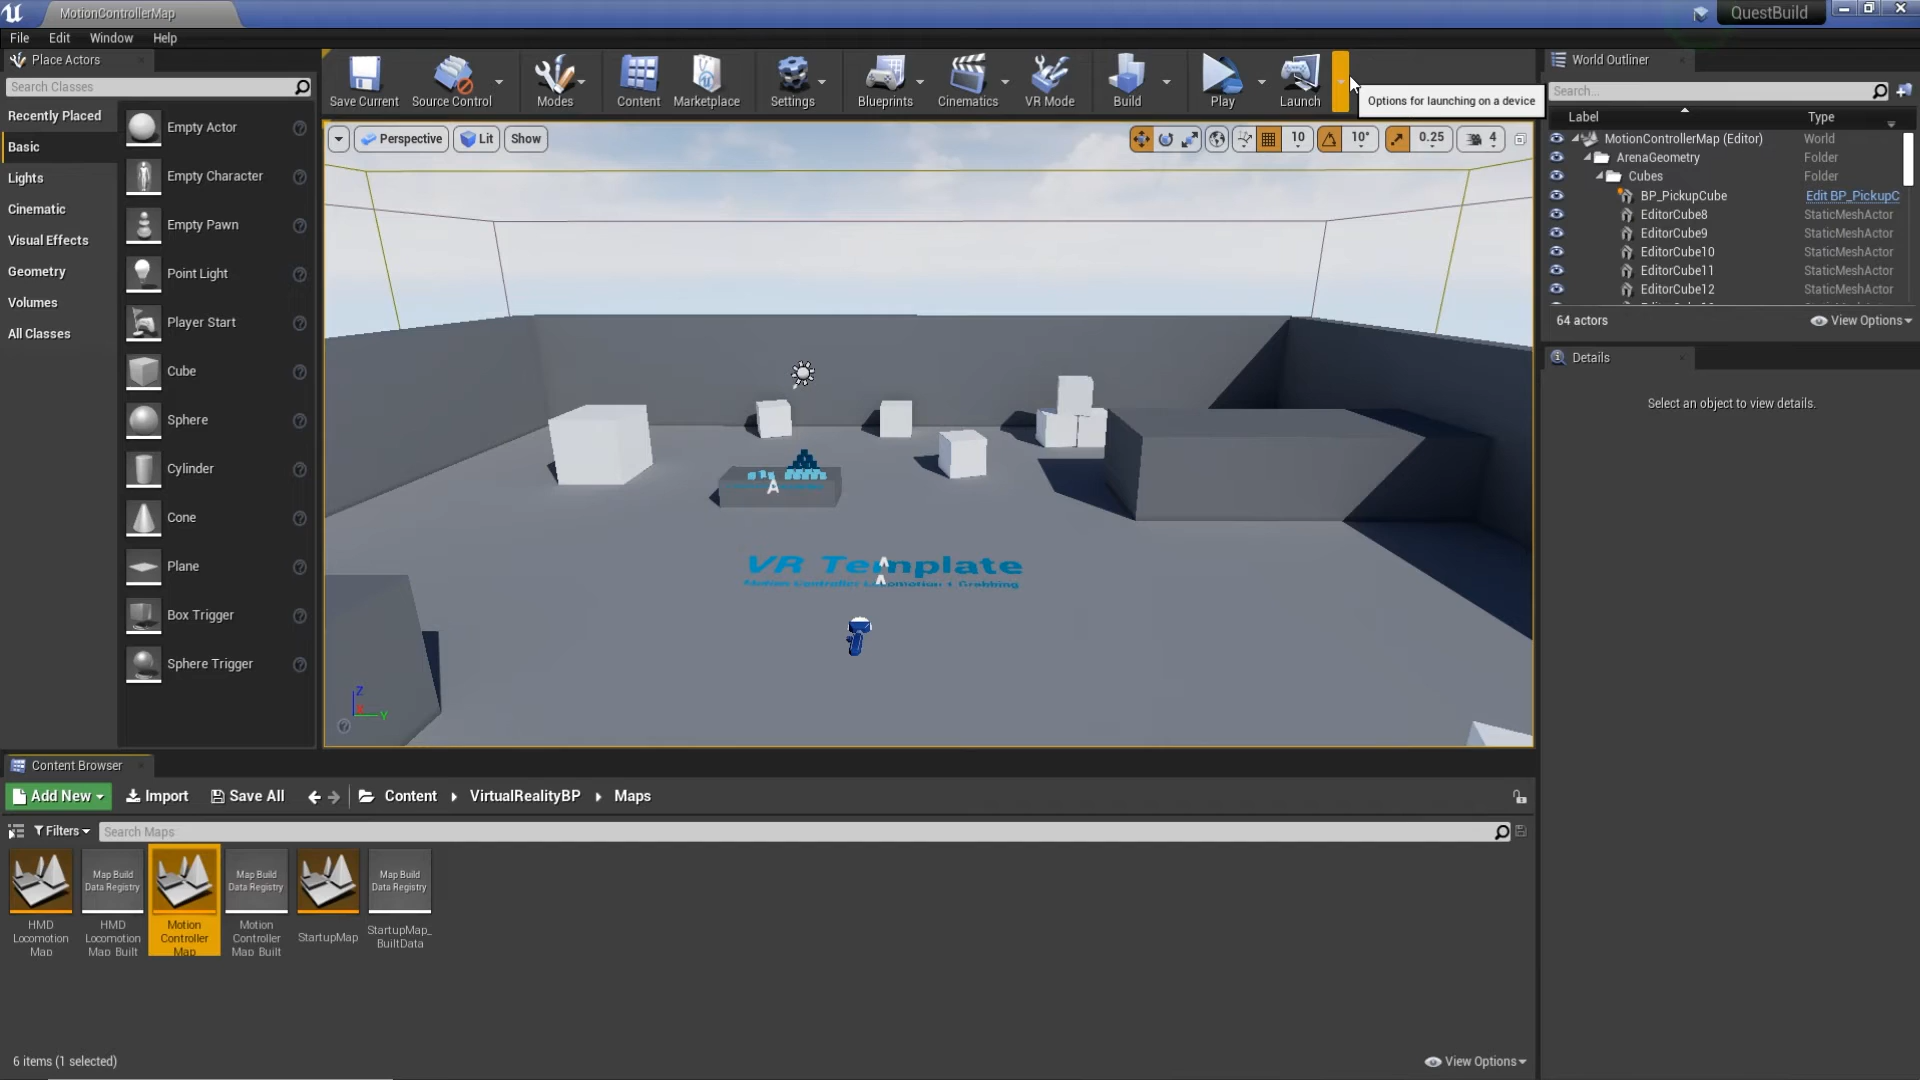 MotionControllerMap
QuestBuild
File Edit Window Help
Place Actors
Search Classes
Recently Placed
Basic
Lights
Cinematic
Visual Effects
Geometry
Volumes
All Classes
Empty Actor
Empty Character
Empty Pawn
Point Light
Player Start
Cube
Sphere
Cylinder
Cone
Plane
Box Trigger
Sphere Trigger
Save Current
Source Control
Modes
Content
Marketplace
Settings
Blueprints
Cinematics
VR Mode
Build
Play
Launch
Options for launching on a device
Perspective
Lit
Show
10
10°
0.25
4
A
VR Template
Motion Controller Locomotion + Grabbing
Z
X
Y
World Outliner
Search...
Label Type
MotionControllerMap (Editor) World
ArenaGeometry Folder
Cubes Folder
BP_PickupCube Edit BP_PickupC
EditorCube8 StaticMeshActor
EditorCube9 StaticMeshActor
EditorCube10 StaticMeshActor
EditorCube11 StaticMeshActor
EditorCube12 StaticMeshActor
64 actors
View Options
Details
Select an object to view details.
Content Browser
Add New
Import
Save All
Content
VirtualRealityBP
Maps
Filters
Search Maps
HMD
Locomotion
Map
Map Build
Data Registry
HMD
Locomotion
Map Built
Motion
Controller
Map
Map Build
Data Registry
Motion
Controller
Map Built
StartupMap
Map Build
Data Registry
StartupMap_
BuiltData
6 items (1 selected)
View Options